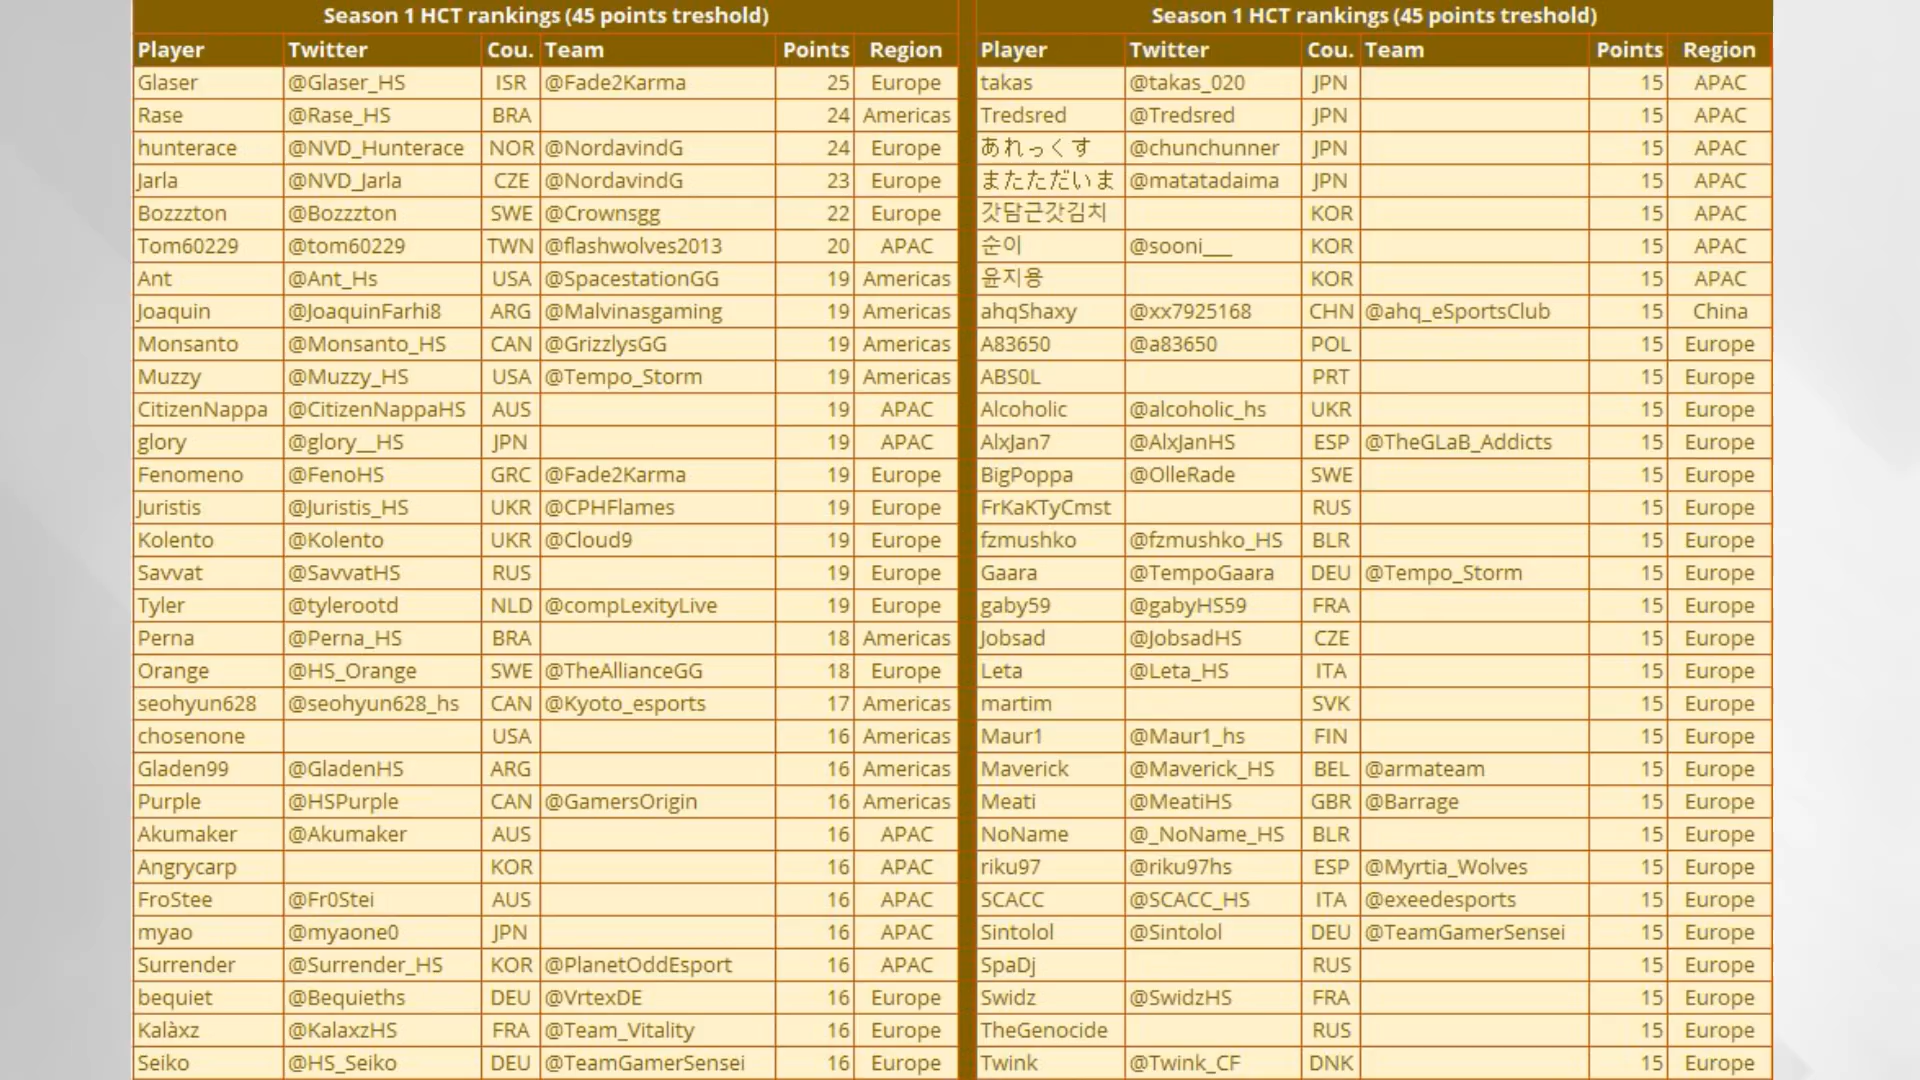 Season 1 HCT rankings (45 points treshold)
Player Twitter Cou. Team Points Region
Glaser @Glaser_HS ISR @Fade2Karma 25 Europe
Rase @Rase_HS BRA 24 Americas
hunterace @NVD_Hunterace NOR @NordavindG 24 Europe
Jarla @NVD_Jarla CZE @NordavindG 23 Europe
Bozzzton @Bozzzton SWE @Crownsgg 22 Europe
Tom60229 @tom60229 TWN @flashwolves2013 20 APAC
Ant @Ant_Hs USA @SpacestationGG 19 Americas
Joaquin @JoaquinFarhi8 ARG @Malvinasgaming 19 Americas
Monsanto @Monsanto_HS CAN @GrizzlysGG 19 Americas
Muzzy @Muzzy_HS USA @Tempo_Storm 19 Americas
CitizenNappa @CitizenNappaHS AUS 19 APAC
glory @glory__HS JPN 19 APAC
Fenomeno @FenoHS GRC @Fade2Karma 19 Europe
Juristis @Juristis_HS UKR @CPHFlames 19 Europe
Kolento @Kolento UKR @Cloud9 19 Europe
Savvat @SavvatHS RUS 19 Europe
Tyler @tylerootd NLD @compLexityLive 19 Europe
Perna @Perna_HS BRA 18 Americas
Orange @HS_Orange SWE @TheAllianceGG 18 Europe
seohyun628 @seohyun628_hs CAN @Kyoto_esports 17 Americas
chosenone USA 16 Americas
Gladen99 @GladenHS ARG 16 Americas
Purple @HSPurple CAN @GamersOrigin 16 Americas
Akumaker @Akumaker AUS 16 APAC
Angrycarp KOR 16 APAC
FroStee @Fr0Stei AUS 16 APAC
myao @myaone0 JPN 16 APAC
Surrender @Surrender_HS KOR @PlanetOddEsport 16 APAC
bequiet @Bequieths DEU @VrtexDE 16 Europe
Kalàxz @KalaxzHS FRA @Team_Vitality 16 Europe
Seiko @HS_Seiko DEU @TeamGamerSensei 16 Europe
Season 1 HCT rankings (45 points treshold)
Player Twitter Cou. Team Points Region
takas @takas_020 JPN 15 APAC
Tredsred @Tredsred JPN 15 APAC
あれっくす @chunchunner JPN 15 APAC
またただいま @matatadaima JPN 15 APAC
갓담근갓김치 KOR 15 APAC
순이 @sooni___ KOR 15 APAC
윤지용 KOR 15 APAC
ahqShaxy @xx7925168 CHN @ahq_eSportsClub 15 China
A83650 @a83650 POL 15 Europe
ABS0L PRT 15 Europe
Alcoholic @alcoholic_hs UKR 15 Europe
AlxJan7 @AlxJanHS ESP @TheGLaB_Addicts 15 Europe
BigPoppa @OlleRade SWE 15 Europe
FrKaKTyCmst RUS 15 Europe
fzmushko @fzmushko_HS BLR 15 Europe
Gaara @TempoGaara DEU @Tempo_Storm 15 Europe
gaby59 @gabyHS59 FRA 15 Europe
Jobsad @JobsadHS CZE 15 Europe
Leta @Leta_HS ITA 15 Europe
martim SVK 15 Europe
Maur1 @Maur1_hs FIN 15 Europe
Maverick @Maverick_HS BEL @armateam 15 Europe
Meati @MeatiHS GBR @Barrage 15 Europe
NoName @_NoName_HS BLR 15 Europe
riku97 @riku97hs ESP @Myrtia_Wolves 15 Europe
SCACC @SCACC_HS ITA @exeedesports 15 Europe
Sintolol @Sintolol DEU @TeamGamerSensei 15 Europe
SpaDj RUS 15 Europe
Swidz @SwidzHS FRA 15 Europe
TheGenocide RUS 15 Europe
Twink @Twink_CF DNK 15 Europe